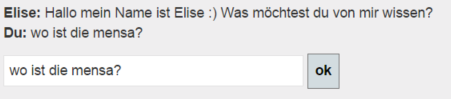 Elise: Hallo mein Name ist Elise :) Was möchtest du von mir wissen?
Du: wo ist die mensa?
wo ist die mensa? ok